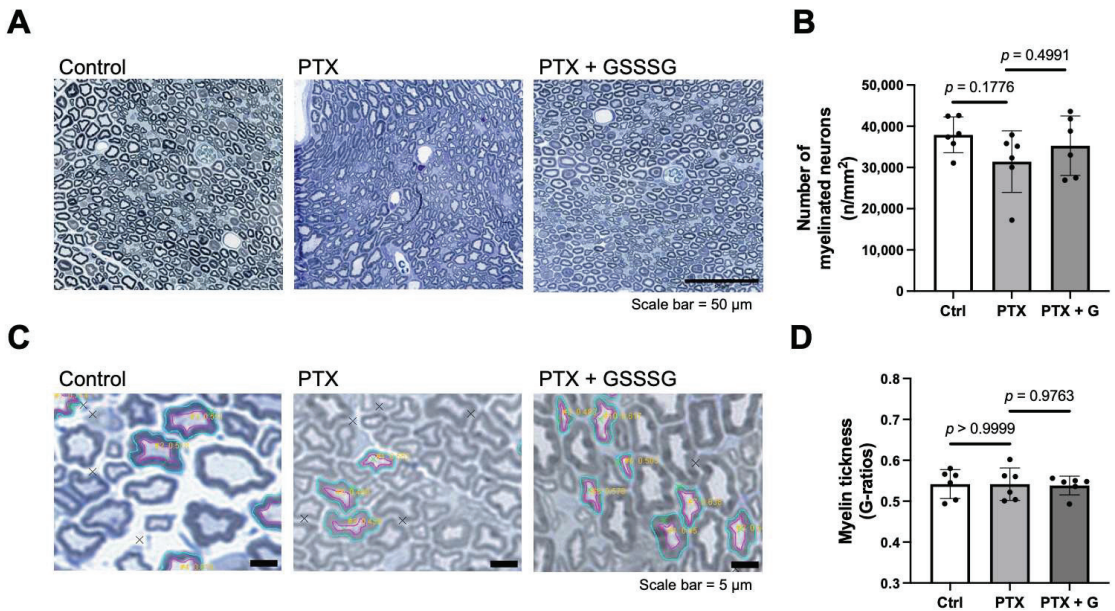 A
Control
PTX
PTX + GSSSG
Scale bar = 50 µm
B
p = 0.4991
p = 0.1776
50,000
40,000
30,000
20,000
10,000
0
Number of
myelinated neurons
(n/mm²)
Ctrl
PTX
PTX + G
C
Control
PTX
PTX + GSSSG
Scale bar = 5 µm
D
p = 0.9763
p > 0.9999
0.8
0.7
0.6
0.5
0.4
0.3
Myelin tickness
(G-ratios)
Ctrl
PTX
PTX + G